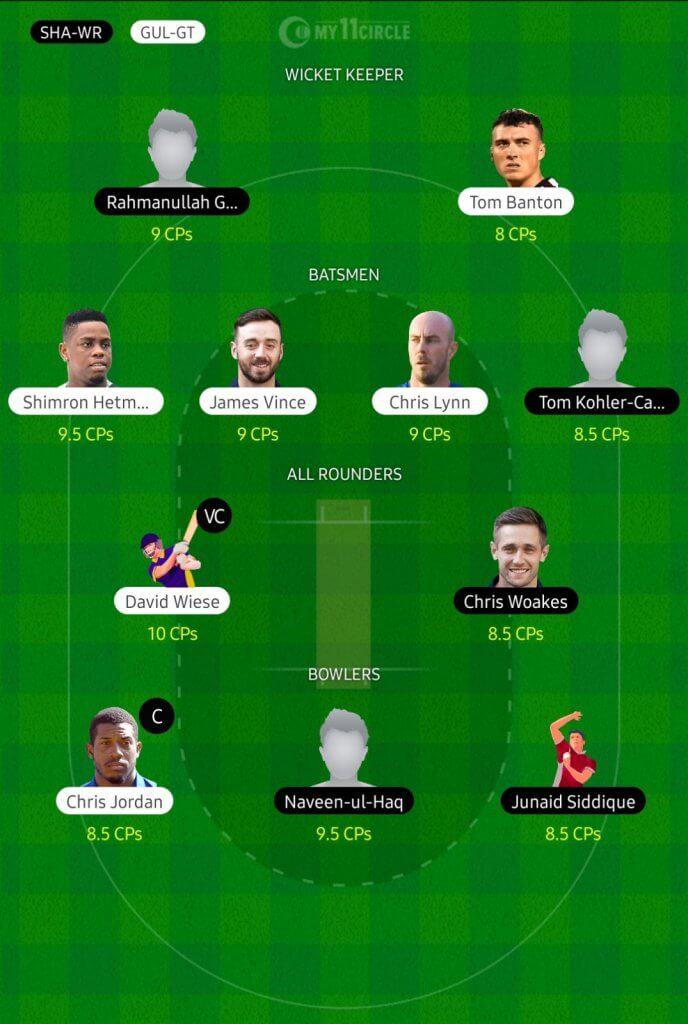 SHA-WR GUL-GT MY11CIRCLE
WICKET KEEPER
Rahmanullah G... Tom Banton
9 CPs 8 CPs
BATSMEN
Shimron Hetm... James Vince Chris Lynn Tom Kohler-Ca...
9.5 CPs 9 CPs 9 CPs 8.5 CPs
ALL ROUNDERS
VC
David Wiese Chris Woakes
10 CPs 8.5 CPs
BOWLERS
C
Chris Jordan Naveen-ul-Haq Junaid Siddique
8.5 CPs 9.5 CPs 8.5 CPs